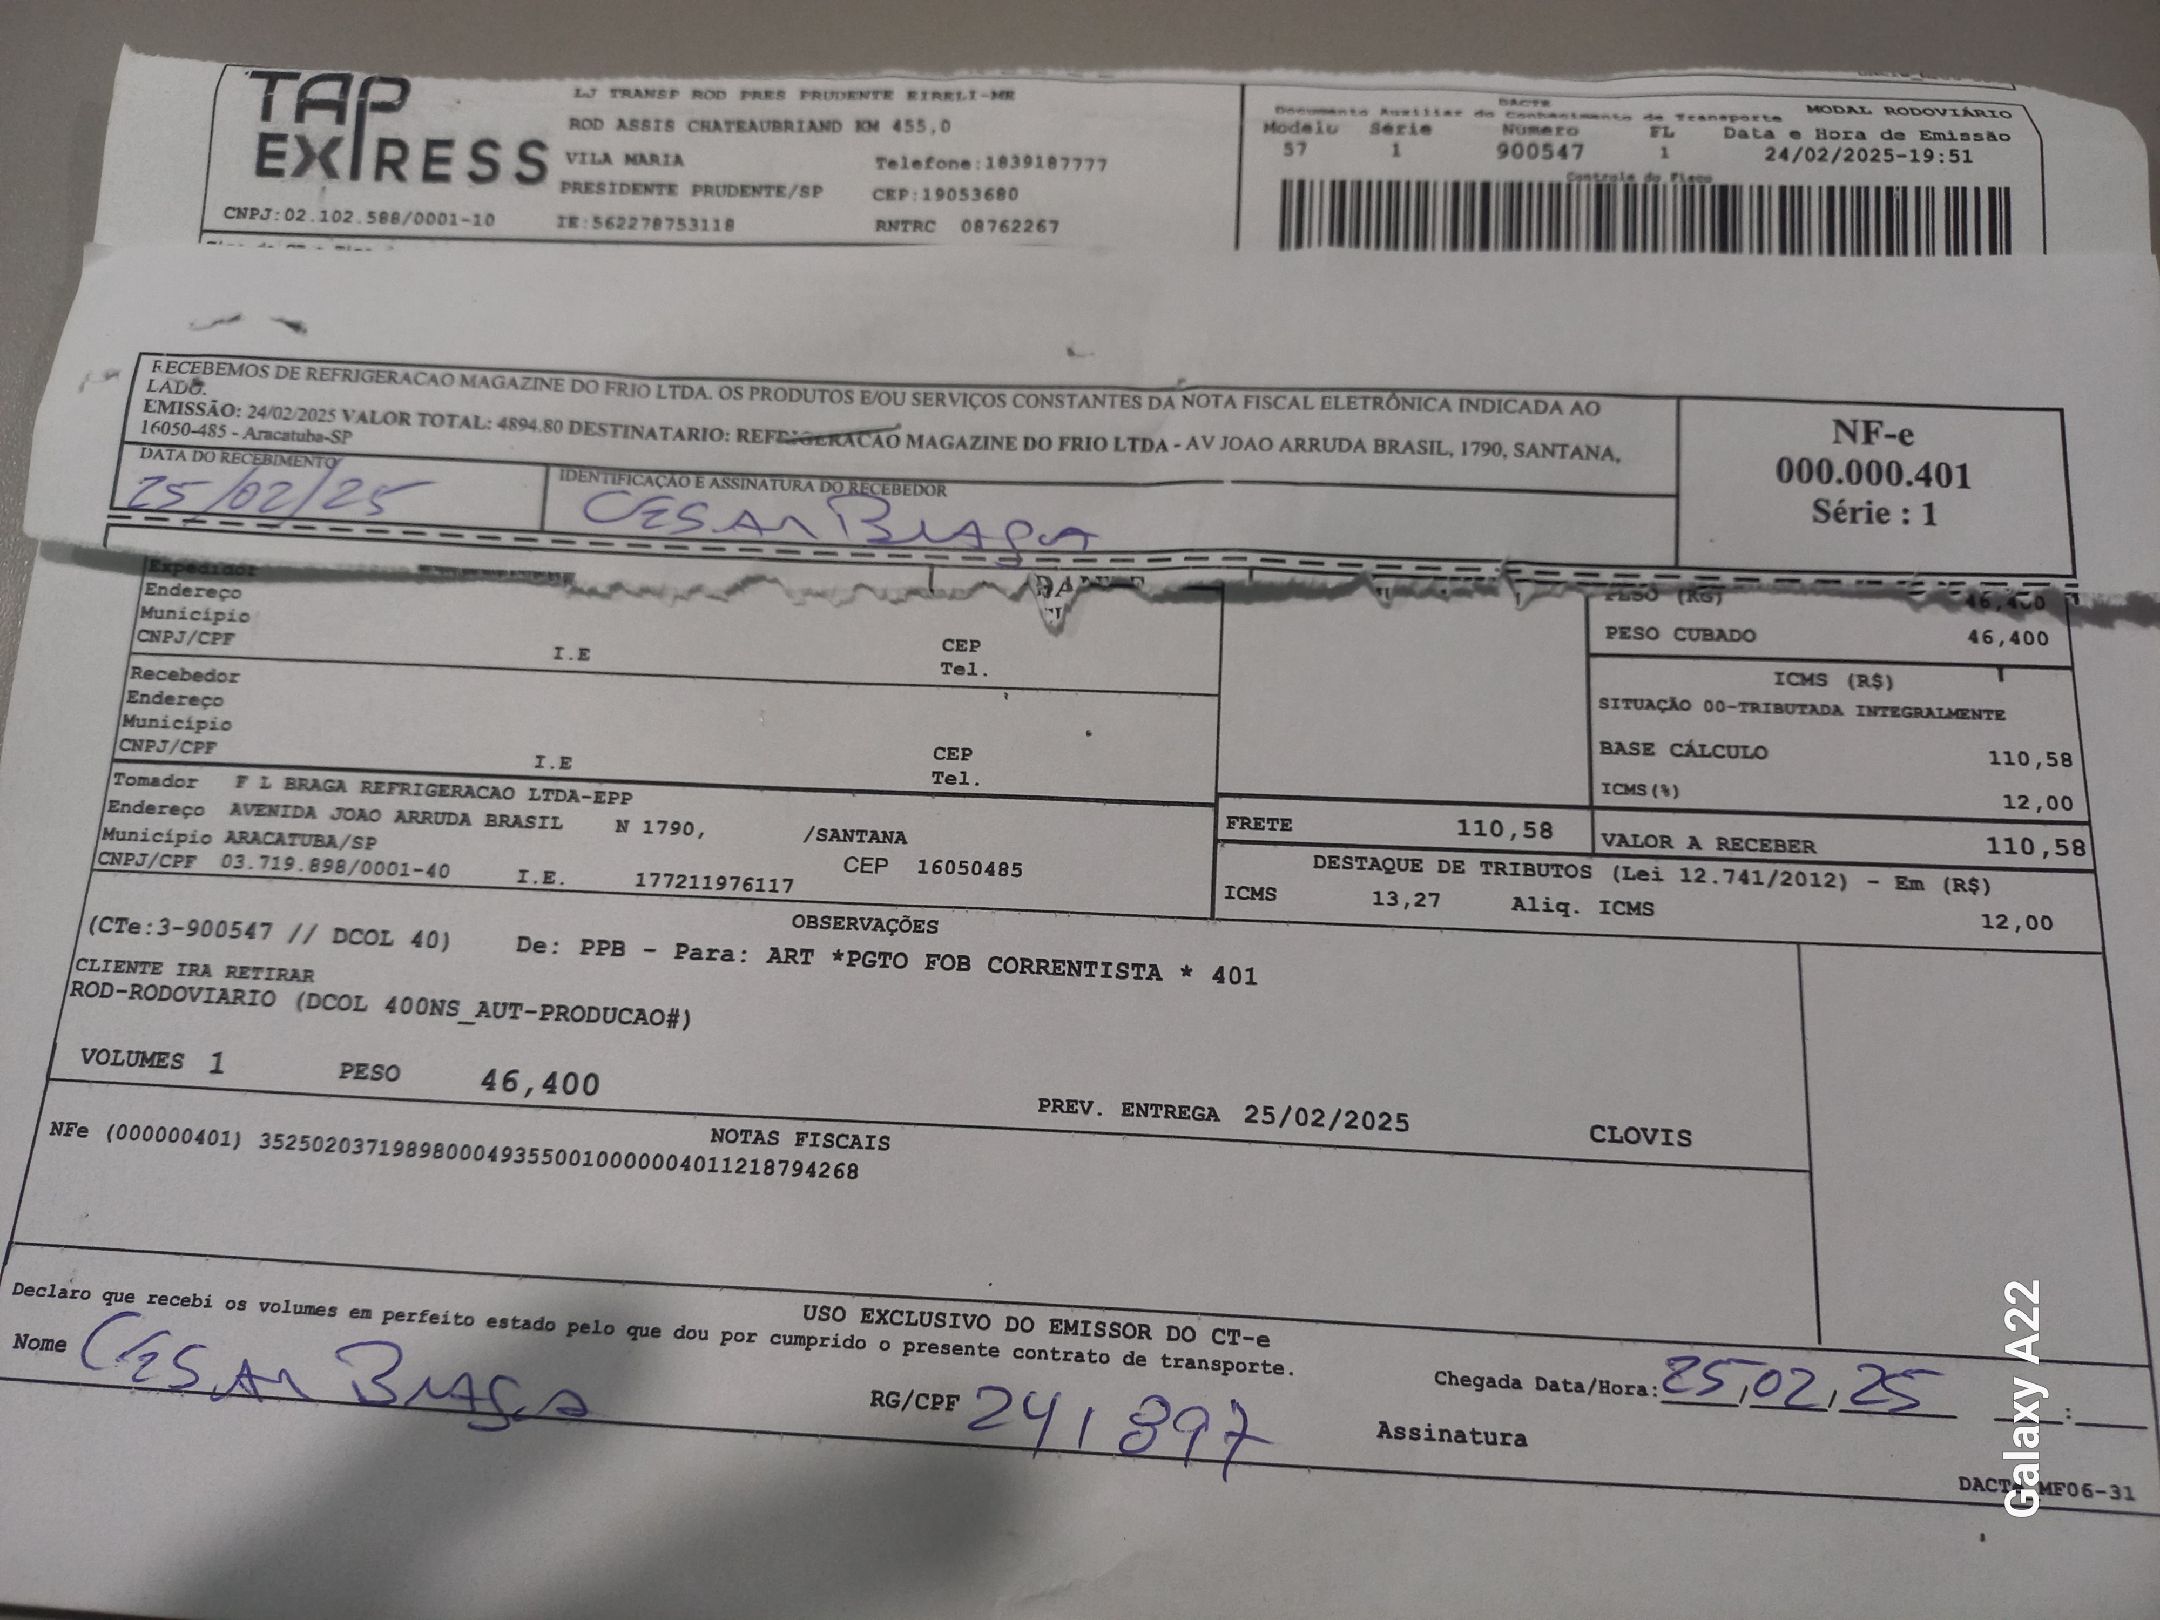 TAP
EXPRESS
LJ TRANSP ROD PRES PRUDENTE EIRELI-ME
ROD ASSIS CHATEAUBRIAND KM 455,0
VILA MARIA Telefone:1839187777
PRESIDENTE PRUDENTE/SP CEP:19053680
CNPJ:02.102.588/0001-10 IE:562278753118 RNTRC 08762267
DACTE MODAL RODOVIÁRIO
Documento Auxiliar do Conhecimento de Transporte
Modelo Série Número FL Data e Hora de Emissão
57 1 900547 1 24/02/2025-19:51
Controle do Fisco
RECEBEMOS DE REFRIGERACAO MAGAZINE DO FRIO LTDA. OS PRODUTOS E/OU SERVIÇOS CONSTANTES DA NOTA FISCAL ELETRÔNICA INDICADA AO
LADO.
EMISSÃO: 24/02/2025 VALOR TOTAL: 4894.80 DESTINATARIO: REFRIGERACAO MAGAZINE DO FRIO LTDA - AV JOAO ARRUDA BRASIL, 1790, SANTANA,
16050-485 - Aracatuba-SP
DATA DO RECEBIMENTO
25/02/25
IDENTIFICAÇÃO E ASSINATURA DO RECEBEDOR
CESAR BRAGA
NF-e
000.000.401
Série : 1
Expedidor
Endereço
Município CEP
CNPJ/CPF I.E Tel.
Recebedor
Endereço
Município CEP
CNPJ/CPF I.E Tel.
Tomador F L BRAGA REFRIGERACAO LTDA-EPP
Endereço AVENIDA JOAO ARRUDA BRASIL N 1790, /SANTANA
Município ARACATUBA/SP CEP 16050485
CNPJ/CPF 03.719.898/0001-40 I.E. 177211976117
PESO (KG) 46,400
PESO CUBADO 46,400
ICMS (R$)
SITUAÇÃO 00-TRIBUTADA INTEGRALMENTE
BASE CÁLCULO 110,58
ICMS(%) 12,00
FRETE 110,58 VALOR A RECEBER 110,58
DESTAQUE DE TRIBUTOS (Lei 12.741/2012) - Em (R$)
ICMS 13,27 Aliq. ICMS 12,00
OBSERVAÇÕES
(CTe:3-900547 // DCOL 40) De: PPB - Para: ART *PGTO FOB CORRENTISTA * 401
CLIENTE IRA RETIRAR
ROD-RODOVIARIO (DCOL 400NS_AUT-PRODUCAO#)
VOLUMES 1 PESO 46,400 PREV. ENTREGA 25/02/2025 CLOVIS
NOTAS FISCAIS
NFe (000000401) 35250203719898000493550010000004011218794268
USO EXCLUSIVO DO EMISSOR DO CT-e
Declaro que recebi os volumes em perfeito estado pelo que dou por cumprido o presente contrato de transporte.
Nome CESAR BRAGA RG/CPF 241897 Chegada Data/Hora: 25,02,25 :
Assinatura
DACTE MF06-31
Galaxy A22